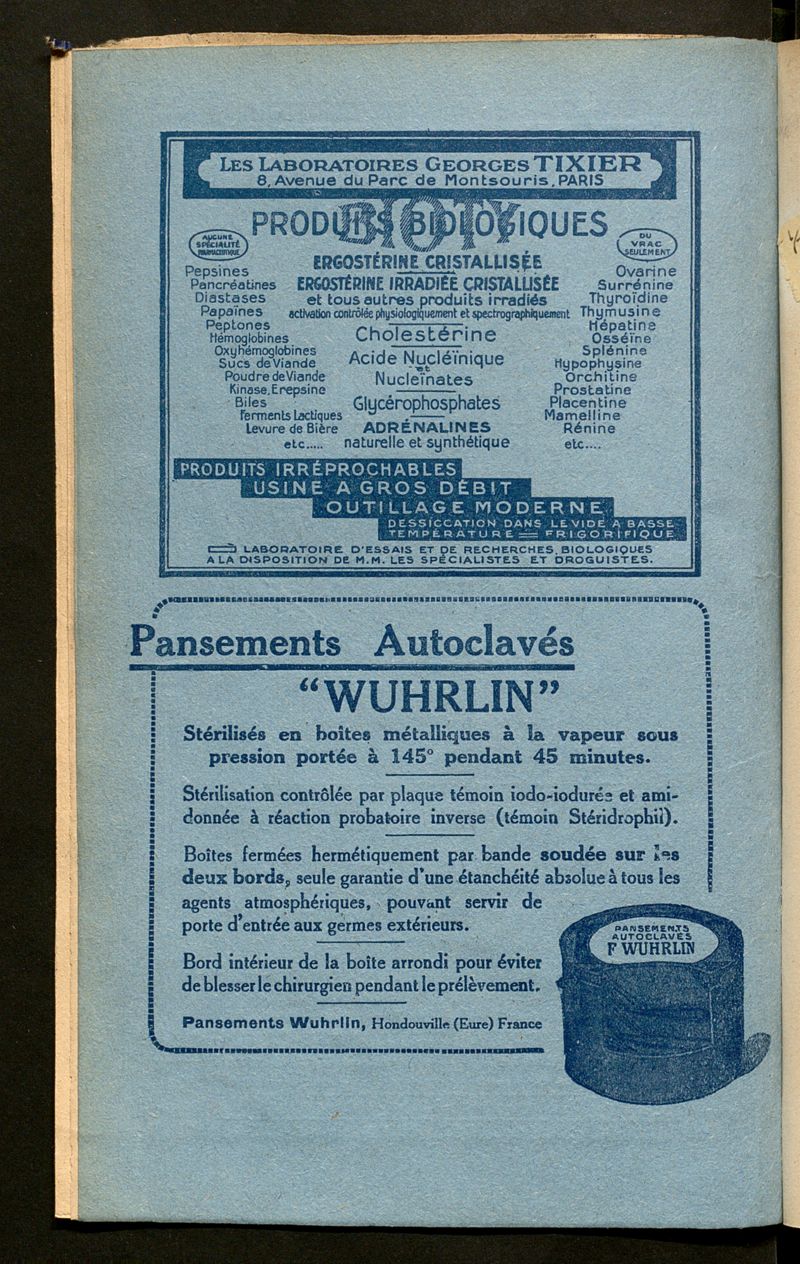 LES LABORATOIRES GEORGES TIXIER
8, Avenue du Parc de Montsouris, PARIS
PRODUITS BIOLOGIQUES
AUCUNE
SPÉCIALITÉ
PHARMACEUTIQUE
DU
VRAC
SEULEMENT
Pepsines
Pancréatines
Diastases
Papaïnes
Peptones
Hémoglobines
Oxyhémoglobines
Sucs de Viande
Poudre de Viande
Kinase, Erepsine
Biles
Ferments Lactiques
Levure de Bière
etc.....
ERGOSTÉRINE CRISTALLISÉE
ERGOSTÉRINE IRRADIÉE CRISTALLISÉE
et tous autres produits irradiés
activation contrôlée physiologiquement et spectrographiquement
Cholestérine
Acide Nucléïnique
et
Nucleïnates
Glycérophosphates
ADRÉNALINES
naturelle et synthétique
Ovarine
Surrénine
Thyroïdine
Thymusine
Hépatine
Osséïne
Splénine
Hypophysine
Orchitine
Prostatine
Placentine
Mamelline
Rénine
etc....
PRODUITS IRRÉPROCHABLES
USINE A GROS DÉBIT
OUTILLAGE MODERNE
DESSICCATION DANS LE VIDE A BASSE
TEMPÉRATURE = FRIGORIFIQUE
LABORATOIRE D'ESSAIS ET DE RECHERCHES BIOLOGIQUES
A LA DISPOSITION DE M.M. LES SPÉCIALISTES ET DROGUISTES.
Pansements Autoclavés
“WUHRLIN”
Stérilisés en boîtes métalliques à la vapeur sous
pression portée à 145° pendant 45 minutes.
Stérilisation contrôlée par plaque témoin iodo-iodurée et ami-
donnée à réaction probatoire inverse (témoin Stéridrophil).
Boîtes fermées hermétiquement par bande soudée sur les
deux bords, seule garantie d'une étanchéité absolue à tous les
agents atmosphériques, pouvant servir de
porte d'entrée aux germes extérieurs.
Bord intérieur de la boîte arrondi pour éviter
de blesser le chirurgien pendant le prélèvement.
Pansements Wuhrlin, Hondouville (Eure) France
PANSEMENTS
AUTOCLAVÉS
F WUHRLIN